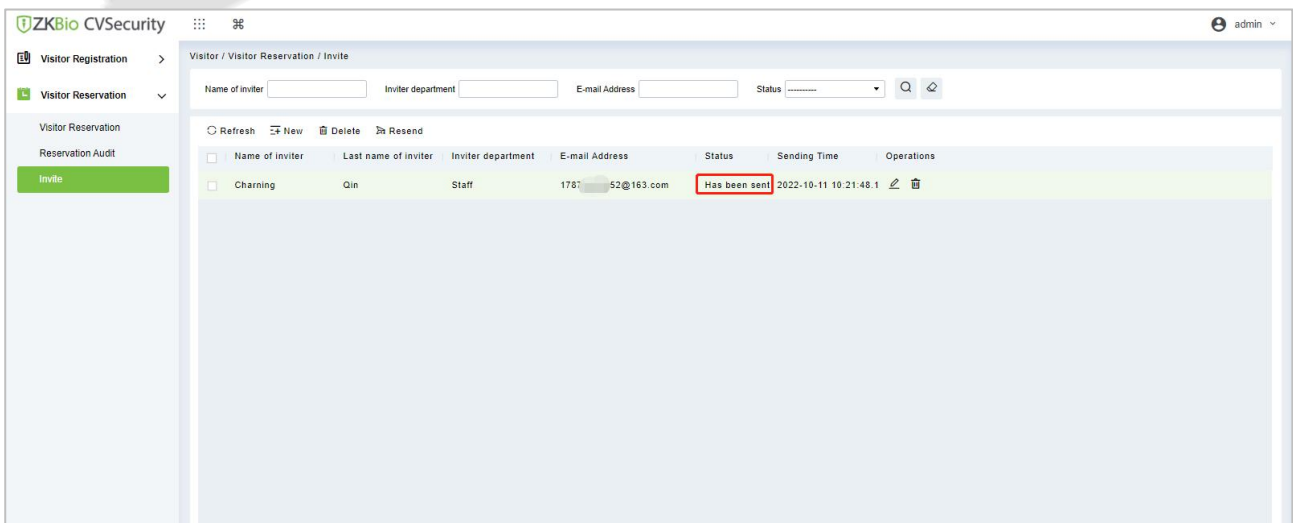 ZKBio CVSecurity
admin
Visitor Registration
Visitor Reservation
Visitor Reservation
Reservation Audit
Invite
Visitor / Visitor Reservation / Invite
Name of inviter Inviter department E-mail Address Status ----------
Refresh New Delete Resend
Name of inviter Last name of inviter Inviter department E-mail Address Status Sending Time Operations
Charning Qin Staff 1787 52@163.com Has been sent 2022-10-11 10:21:48.1